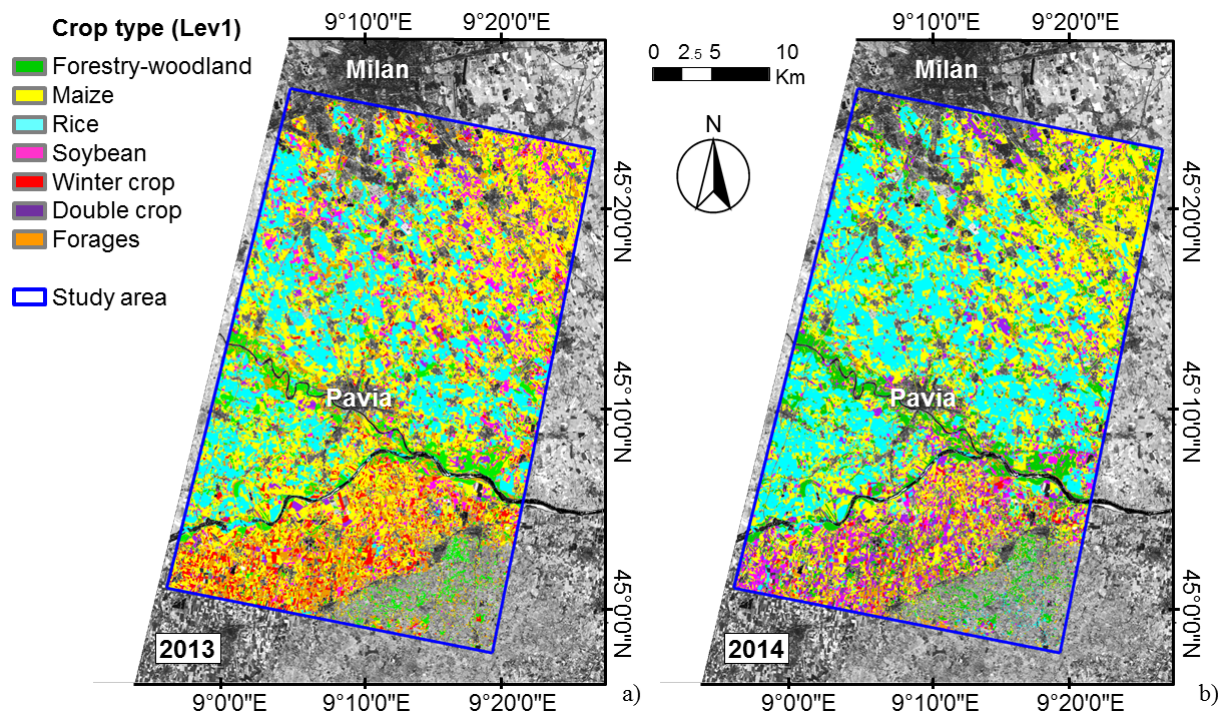 Crop type (Lev1)
Forestry-woodland
Maize
Rice
Soybean
Winter crop
Double crop
Forages
Study area
9°10'0"E
9°20'0"E
Milan
Pavia
2013
9°0'0"E
9°10'0"E
9°20'0"E
45°20'0"N
45°10'0"N
45°0'0"N
a)
0 2.5 5 10
Km
N
9°10'0"E
9°20'0"E
Milan
Pavia
2014
9°0'0"E
9°10'0"E
9°20'0"E
45°20'0"N
45°10'0"N
45°0'0"N
b)